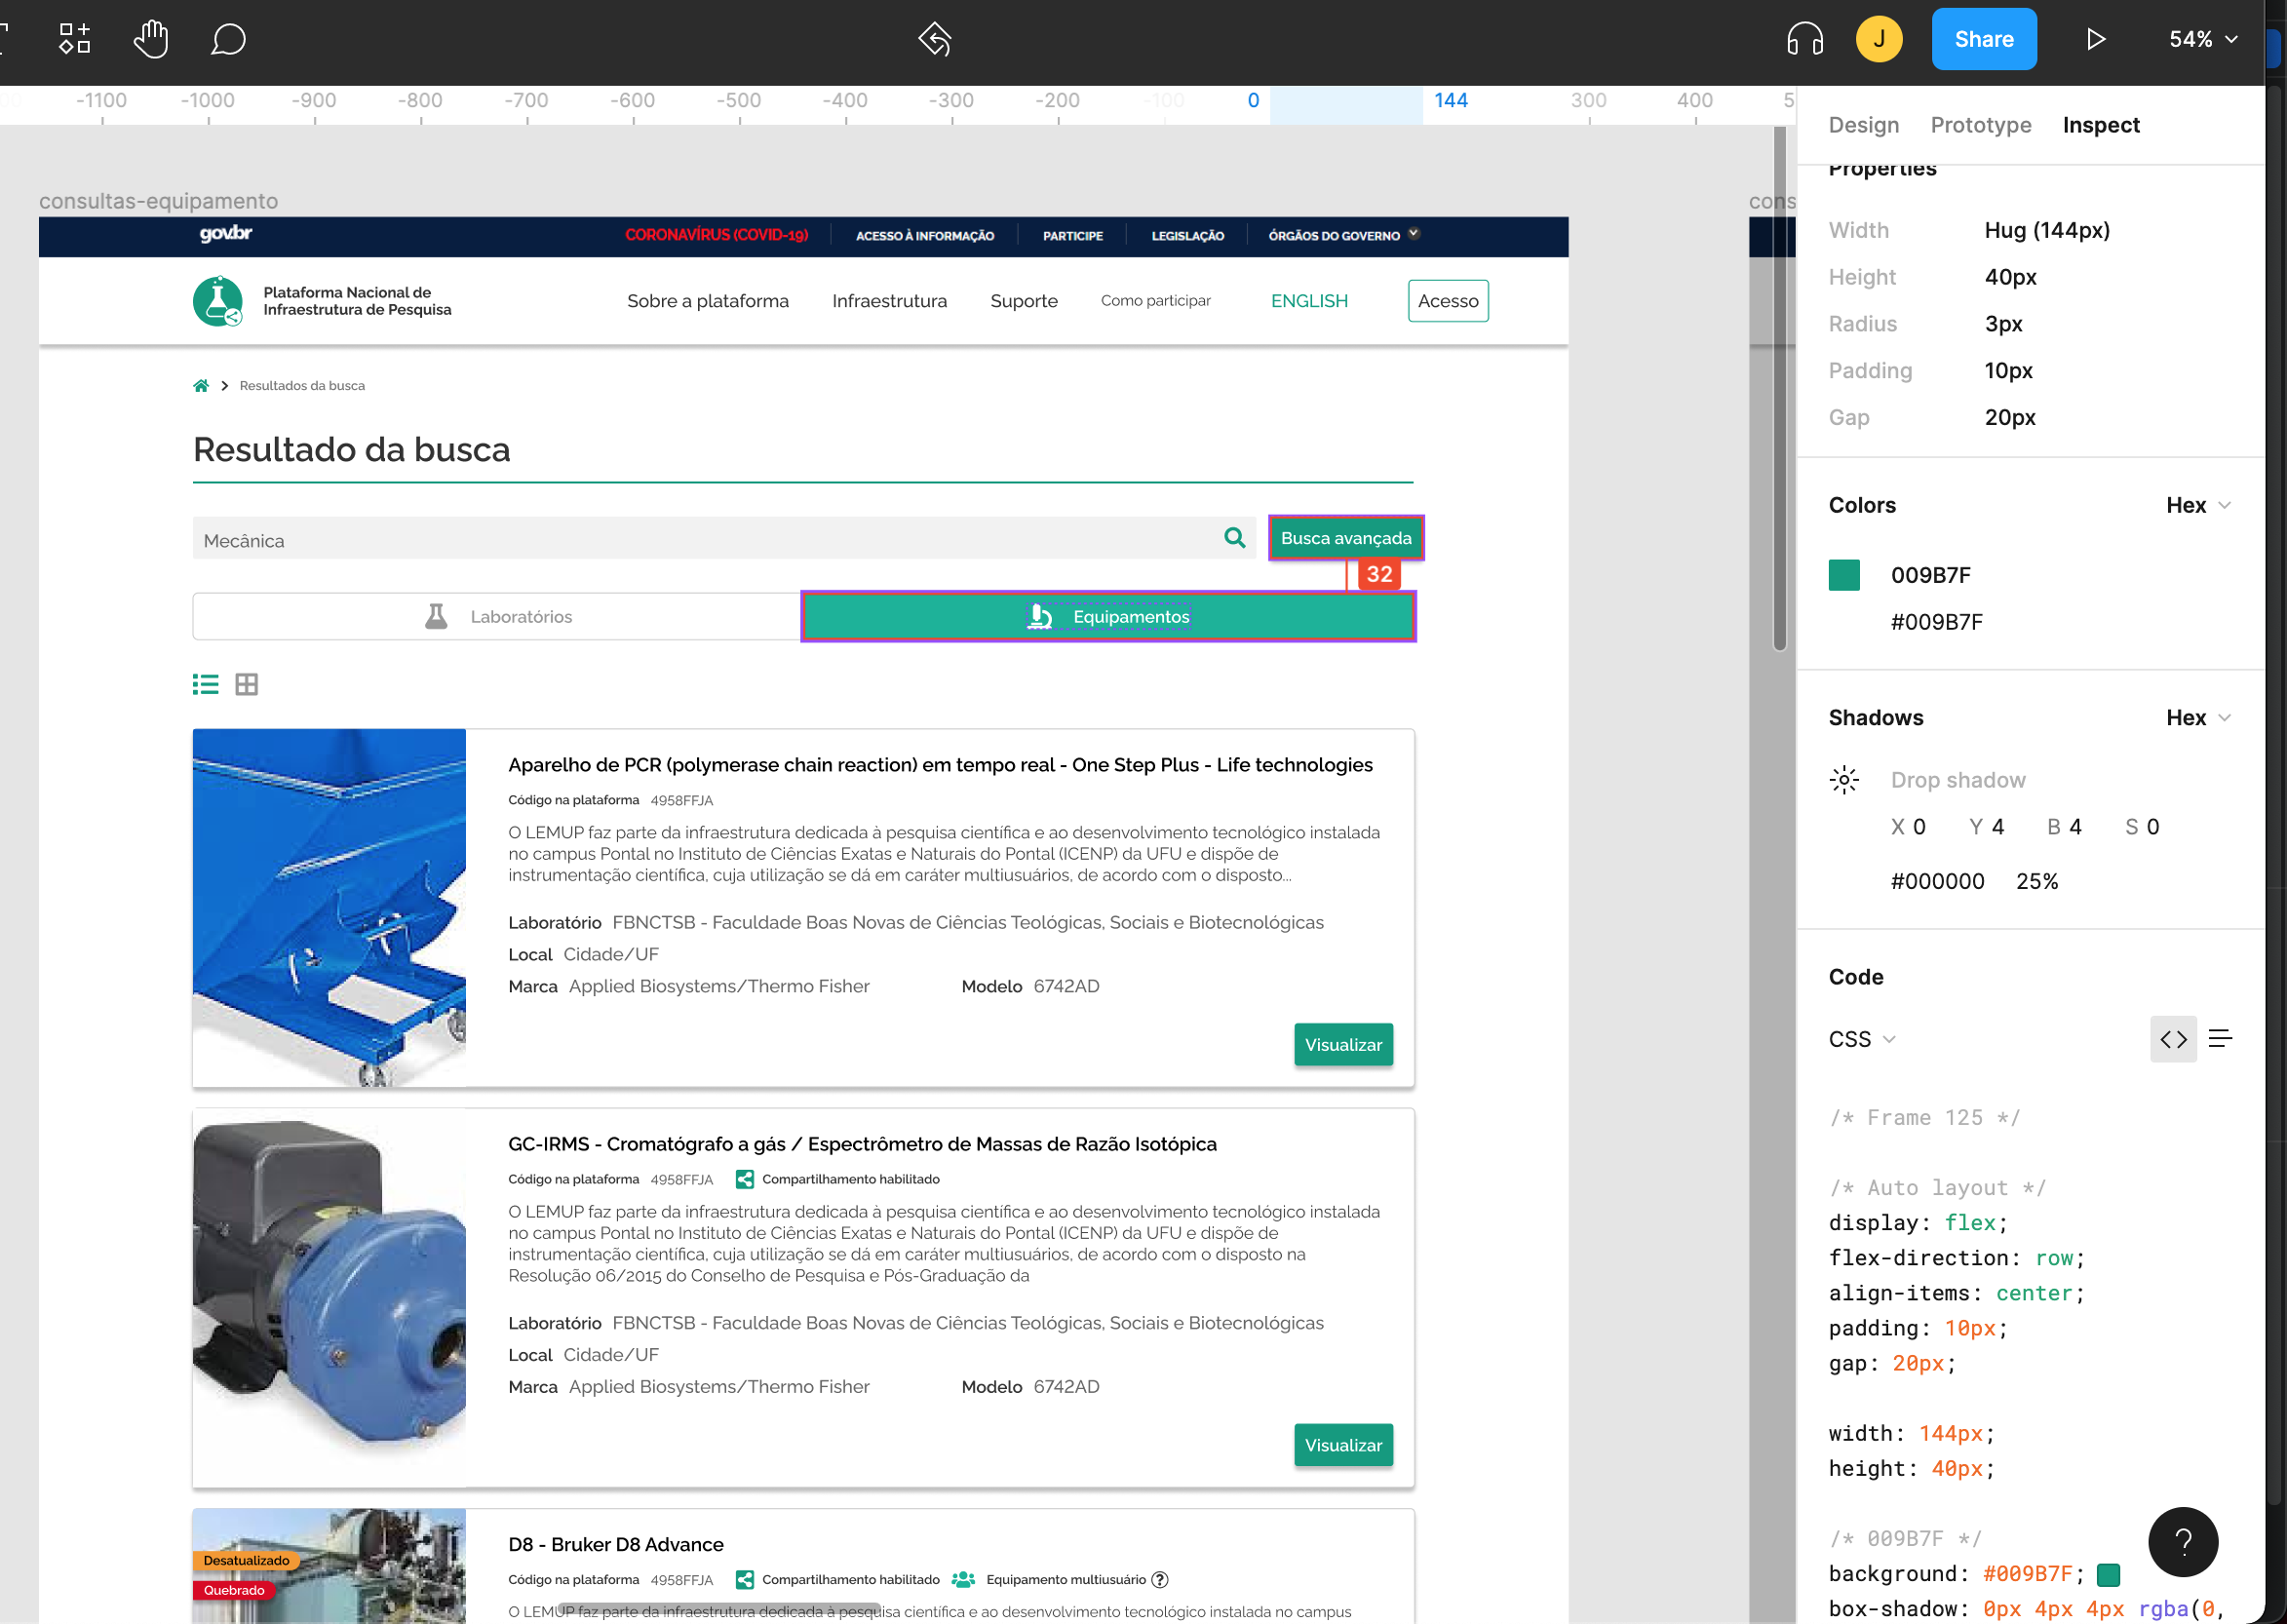 J
Share
54%
-1100 -1000 -900 -800 -700 -600 -500 -400 -300 -200 -100 0 144 300 400
Design Prototype Inspect
Properties
Width Hug (144px)
Height 40px
Radius 3px
Padding 10px
Gap 20px
Colors Hex
009B7F
#009B7F
Shadows Hex
Drop shadow
X 0 Y 4 B 4 S 0
#000000 25%
Code
CSS
/* Frame 125 */
/* Auto layout */
display: flex;
flex-direction: row;
align-items: center;
padding: 10px;
gap: 20px;
width: 144px;
height: 40px;
/* 009B7F */
background: #009B7F;
box-shadow: 0px 4px 4px rgba(0,
?
consultas-equipamento
cons
gov.br
CORONAVÍRUS (COVID-19) ACESSO À INFORMAÇÃO PARTICIPE LEGISLAÇÃO ÓRGÃOS DO GOVERNO
Plataforma Nacional de
Infraestrutura de Pesquisa
Sobre a plataforma Infraestrutura Suporte Como participar ENGLISH Acesso
Resultados da busca
Resultado da busca
Mecânica
Busca avançada
32
Laboratórios
Equipamentos
Aparelho de PCR (polymerase chain reaction) em tempo real - One Step Plus - Life technologies
Código na plataforma 4958FFJA
O LEMUP faz parte da infraestrutura dedicada à pesquisa científica e ao desenvolvimento tecnológico instalada
no campus Pontal no Instituto de Ciências Exatas e Naturais do Pontal (ICENP) da UFU e dispõe de
instrumentação científica, cuja utilização se dá em caráter multiusuários, de acordo com o disposto...
Laboratório FBNCTSB - Faculdade Boas Novas de Ciências Teológicas, Sociais e Biotecnológicas
Local Cidade/UF
Marca Applied Biosystems/Thermo Fisher Modelo 6742AD
Visualizar
GC-IRMS - Cromatógrafo a gás / Espectrômetro de Massas de Razão Isotópica
Código na plataforma 4958FFJA Compartilhamento habilitado
O LEMUP faz parte da infraestrutura dedicada à pesquisa científica e ao desenvolvimento tecnológico instalada
no campus Pontal no Instituto de Ciências Exatas e Naturais do Pontal (ICENP) da UFU e dispõe de
instrumentação científica, cuja utilização se dá em caráter multiusuários, de acordo com o disposto na
Resolução 06/2015 do Conselho de Pesquisa e Pós-Graduação da
Laboratório FBNCTSB - Faculdade Boas Novas de Ciências Teológicas, Sociais e Biotecnológicas
Local Cidade/UF
Marca Applied Biosystems/Thermo Fisher Modelo 6742AD
Visualizar
Desatualizado
Quebrado
D8 - Bruker D8 Advance
Código na plataforma 4958FFJA Compartilhamento habilitado Equipamento multiusuário ?
O LEMUP faz parte da infraestrutura dedicada à pesquisa científica e ao desenvolvimento tecnológico instalada no campus